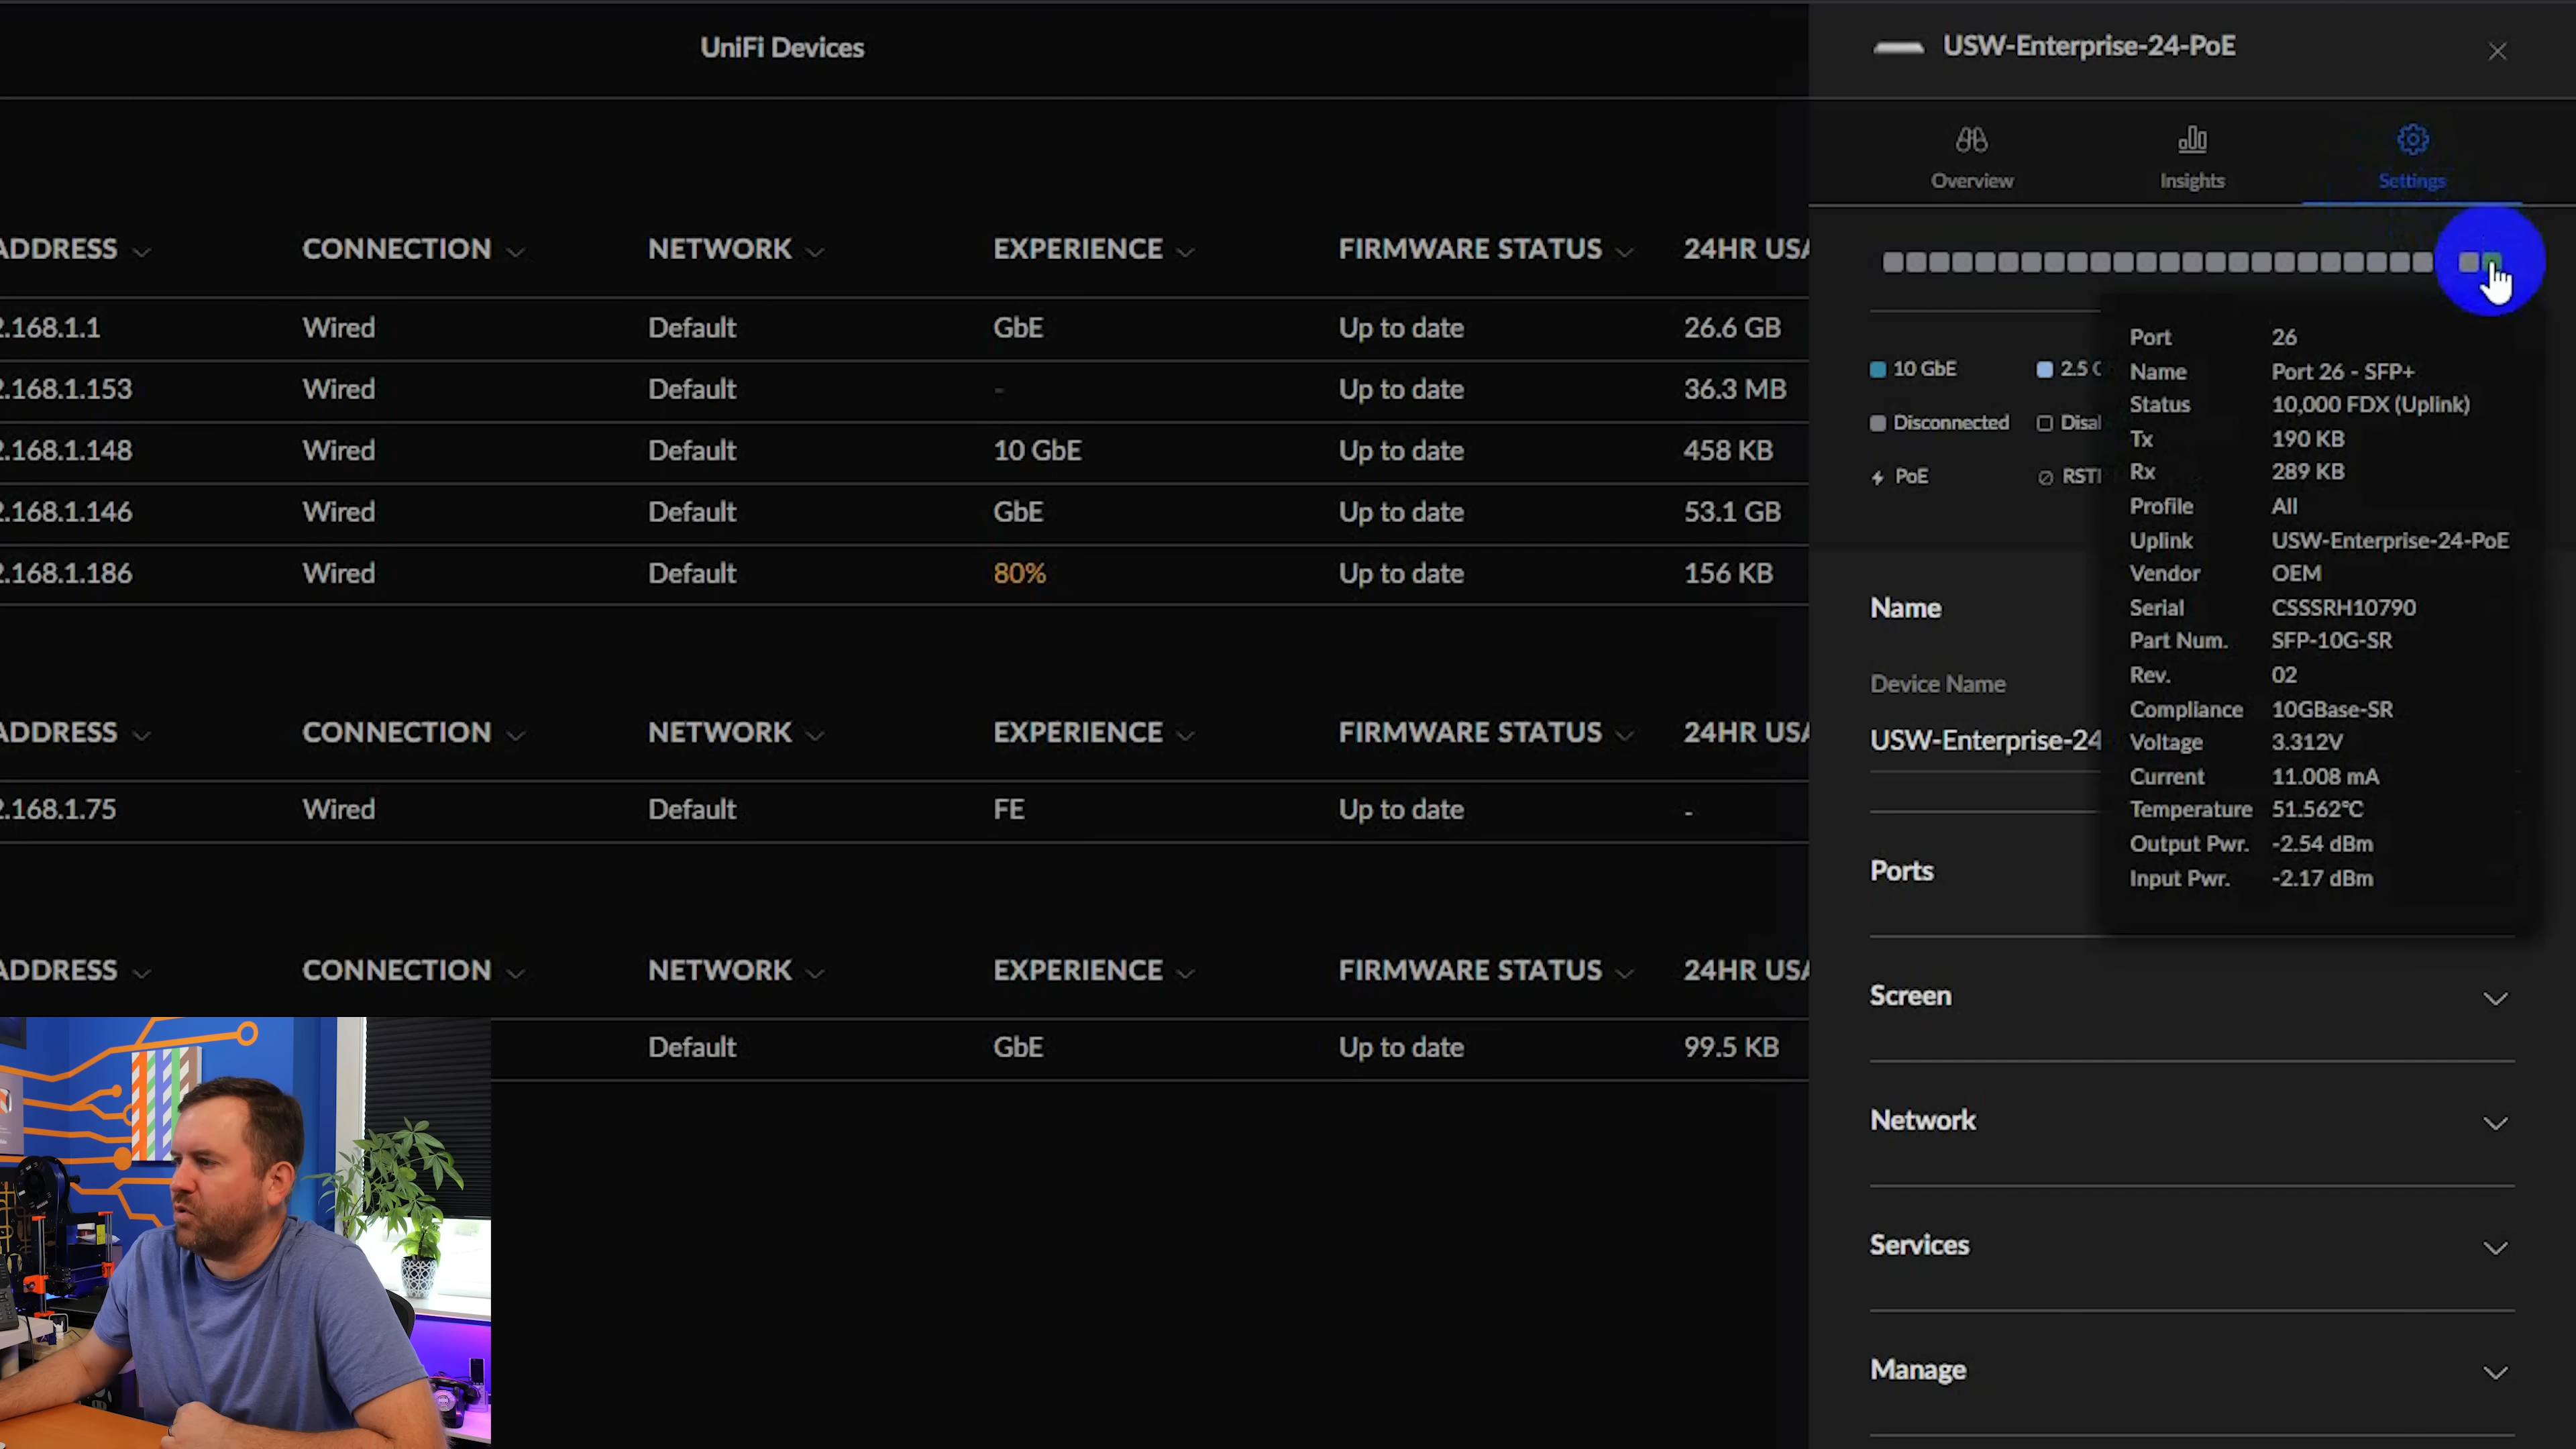 UniFi Devices
ADDRESS CONNECTION NETWORK EXPERIENCE FIRMWARE STATUS 24HR USA
2.168.1.1 Wired Default GbE Up to date 26.6 GB
2.168.1.153 Wired Default - Up to date 36.3 MB
2.168.1.148 Wired Default 10 GbE Up to date 458 KB
2.168.1.146 Wired Default GbE Up to date 53.1 GB
2.168.1.186 Wired Default 80% Up to date 156 KB
ADDRESS CONNECTION NETWORK EXPERIENCE FIRMWARE STATUS 24HR USA
2.168.1.75 Wired Default FE Up to date -
ADDRESS CONNECTION NETWORK EXPERIENCE FIRMWARE STATUS 24HR USA
Default GbE Up to date 99.5 KB
USW-Enterprise-24-PoE
Overview Insights Settings
10 GbE 2.5
Disconnected Disa
PoE RST
Port 26
Name Port 26 - SFP+
Status 10,000 FDX (Uplink)
Tx 190 KB
Rx 289 KB
Profile All
Uplink USW-Enterprise-24-PoE
Vendor OEM
Serial CSSSRH10790
Part Num. SFP-10G-SR
Rev. 02
Compliance 10GBase-SR
Voltage 3.312V
Current 11.008 mA
Temperature 51.562°C
Output Pwr. -2.54 dBm
Input Pwr. -2.17 dBm
Name
Device Name
USW-Enterprise-24
Ports
Screen
Network
Services
Manage